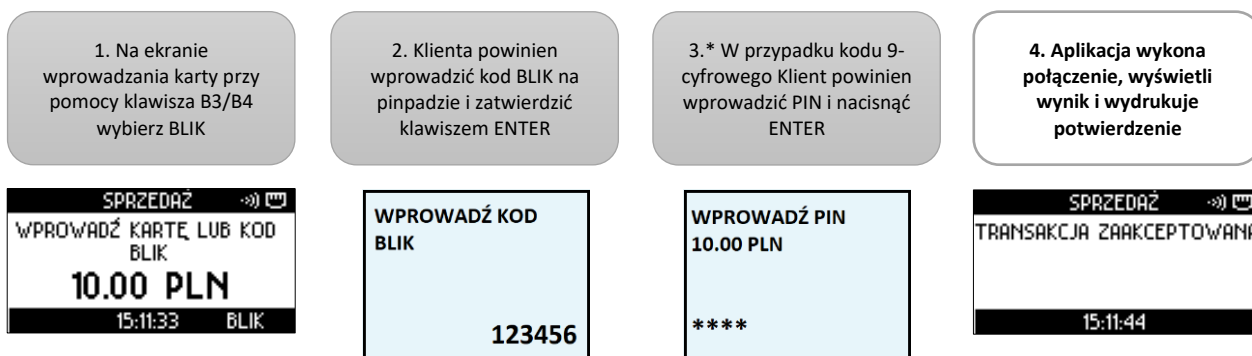 1. Na ekranie
wprowadzania karty przy
pomocy klawisza B3/B4
wybierz BLIK
2. Klienta powinien
wprowadzić kod BLIK na
pinpadzie i zatwierdzić
klawiszem ENTER
3.* W przypadku kodu 9-
cyfrowego Klient powinien
wprowadzić PIN i nacisnąć
ENTER
4. Aplikacja wykona
połączenie, wyświetli
wynik i wydrukuje
potwierdzenie
SPRZEDAŻ
WPROWADŹ KARTĘ LUB KOD
BLIK
10.00 PLN
15:11:33 BLIK
WPROWADŹ KOD
BLIK
123456
WPROWADŹ PIN
10.00 PLN
****
SPRZEDAŻ
TRANSAKCJA ZAAKCEPTOWANA
15:11:44